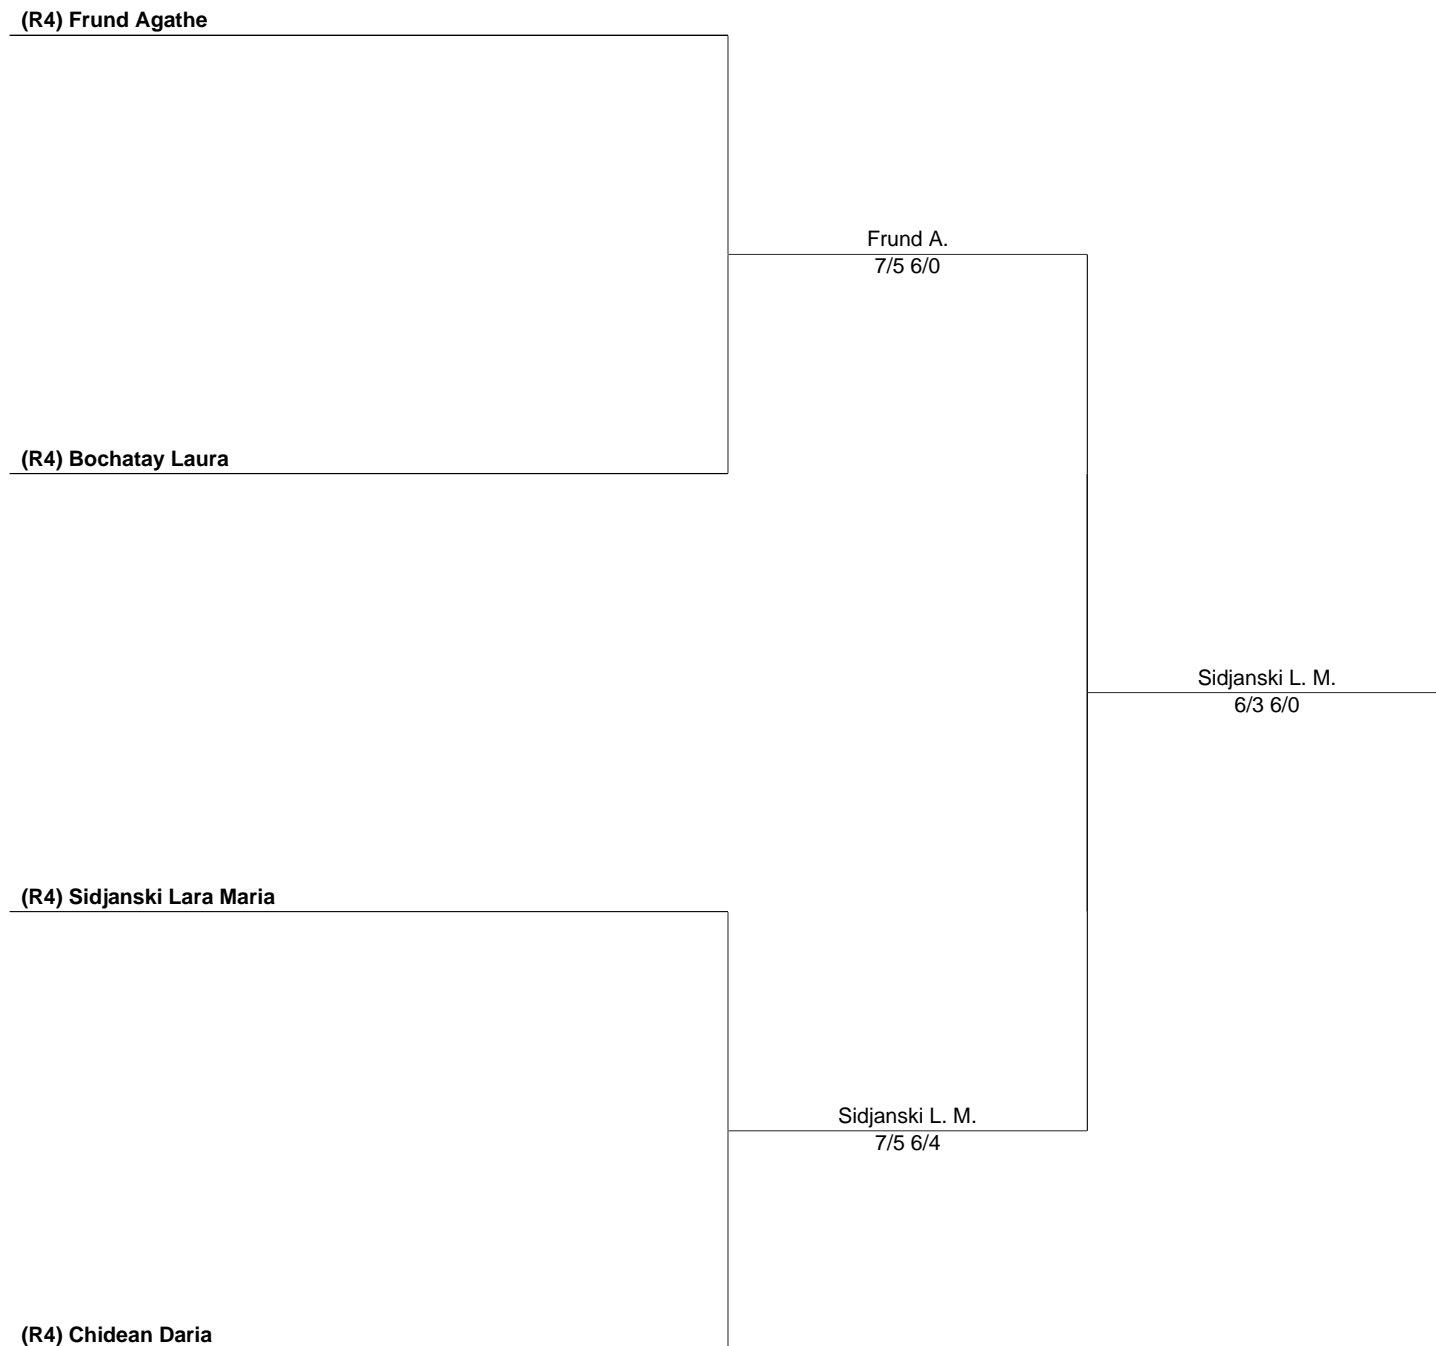 (R4) Frund Agathe
Frund A.
7/5 6/0
(R4) Bochatay Laura
Sidjanski L. M.
6/3 6/0
(R4) Sidjanski Lara Maria
Sidjanski L. M.
7/5 6/4
(R4) Chidean Daria